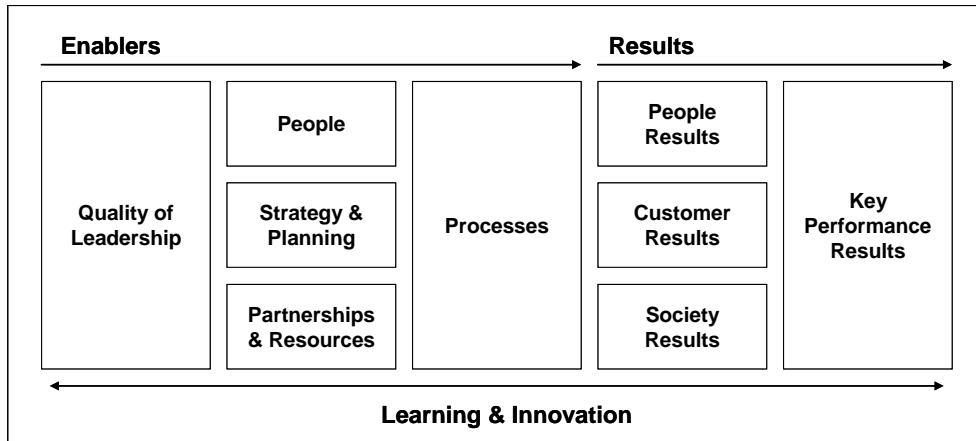 Enablers
Results
Quality of
Leadership
People
Strategy &
Planning
Partnerships
& Resources
Processes
People
Results
Customer
Results
Society
Results
Key
Performance
Results
Learning & Innovation